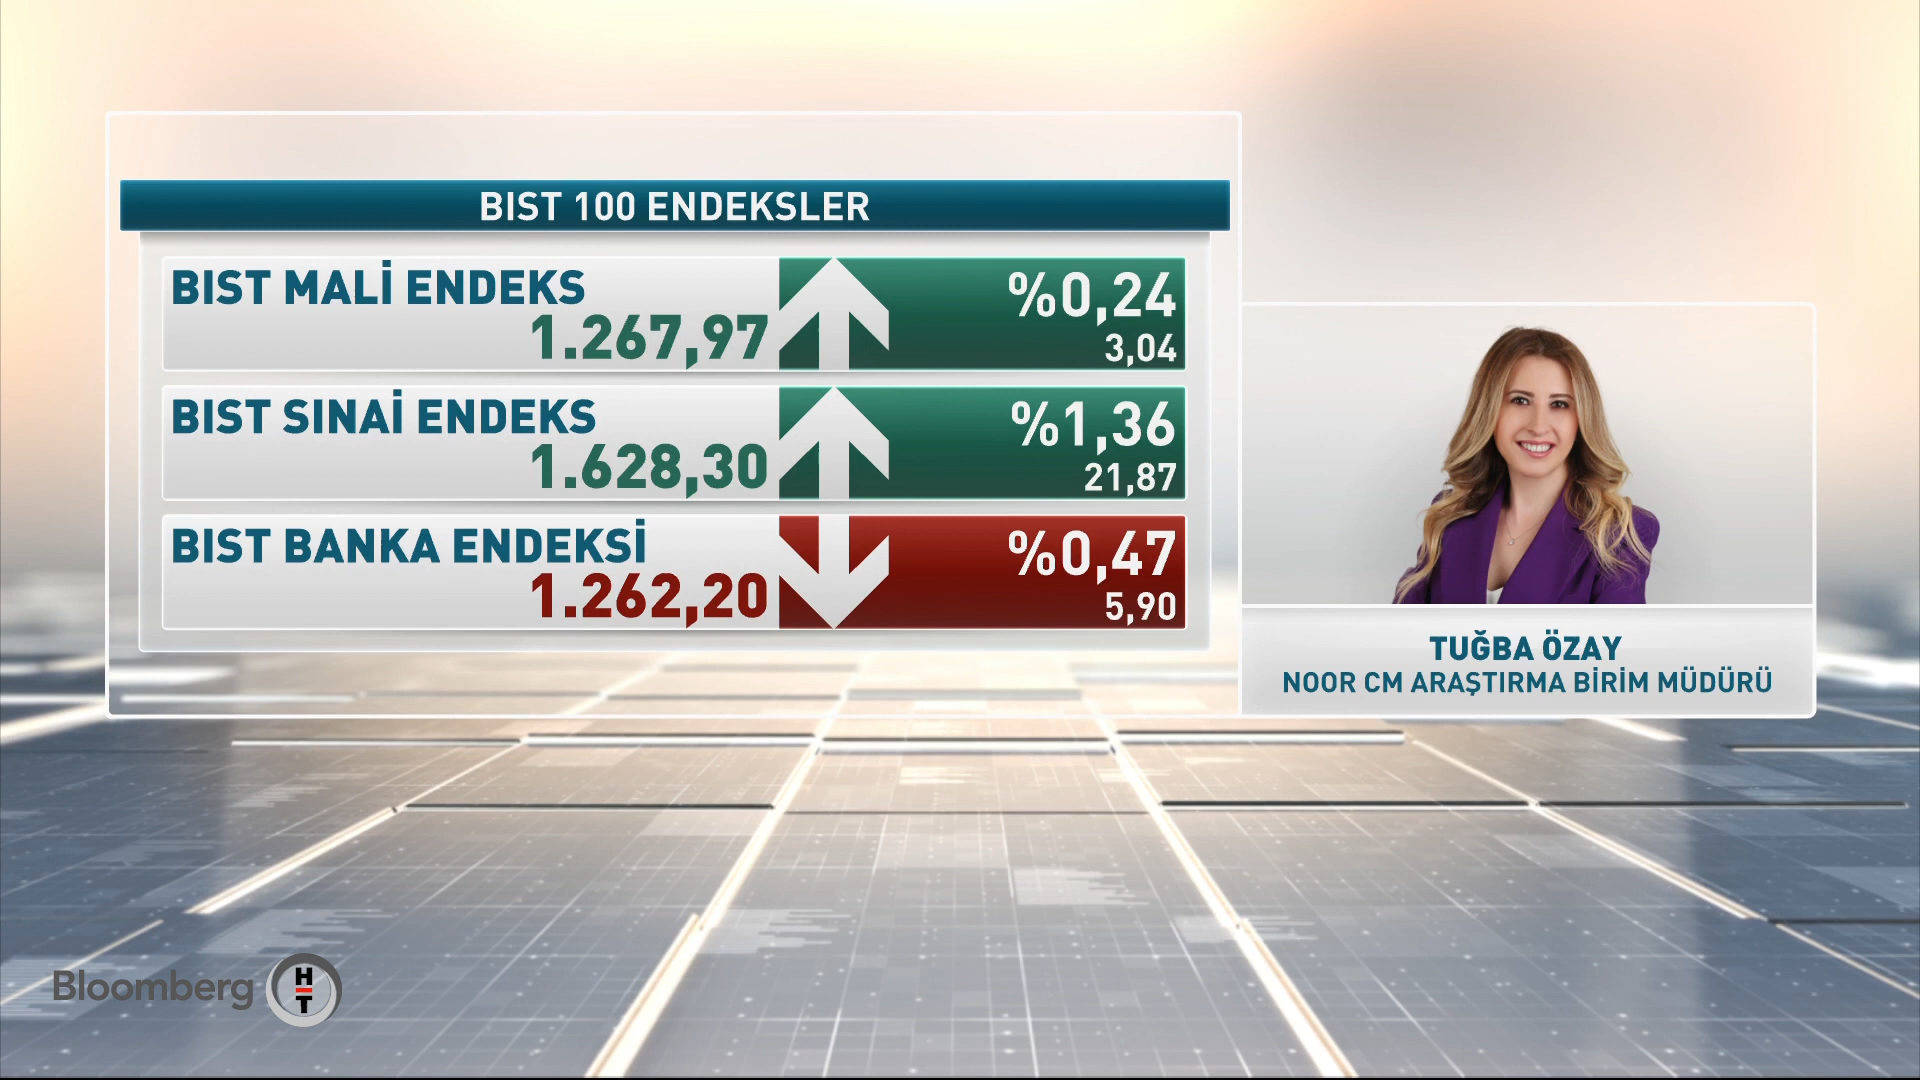 BIST 100 ENDEKSLER
BIST MALİ ENDEKS
1.267,97
%0,24
3,04
BIST SINAİ ENDEKS
1.628,30
%1,36
21,87
BIST BANKA ENDEKSİ
1.262,20
%0,47
5,90
TUĞBA ÖZAY
NOOR CM ARAŞTIRMA BİRİM MÜDÜRÜ
Bloomberg HT